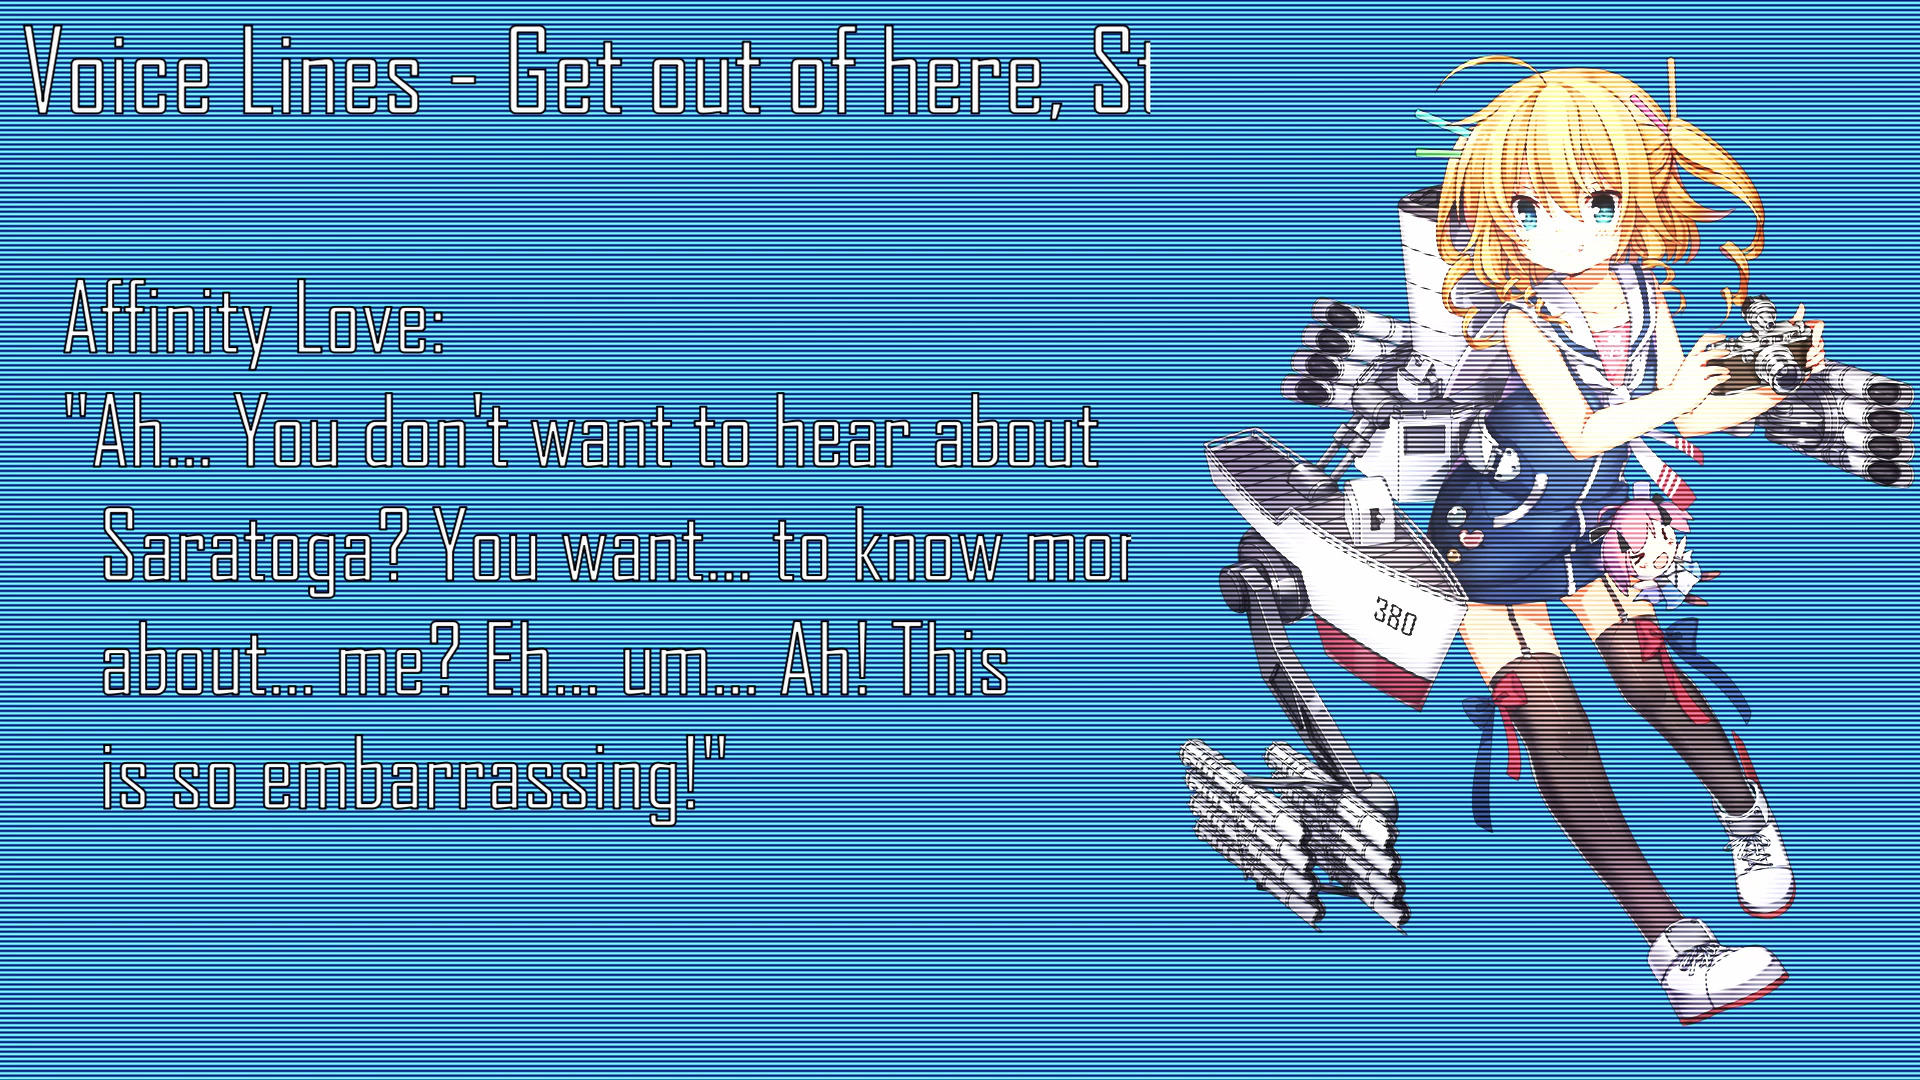 Voice Lines - Get out of here, St
Affinity Love:
"Ah... You don't want to hear about
Saratoga? You want... to know mor
about... me? Eh... um... Ah! This
is so embarrassing!"
380